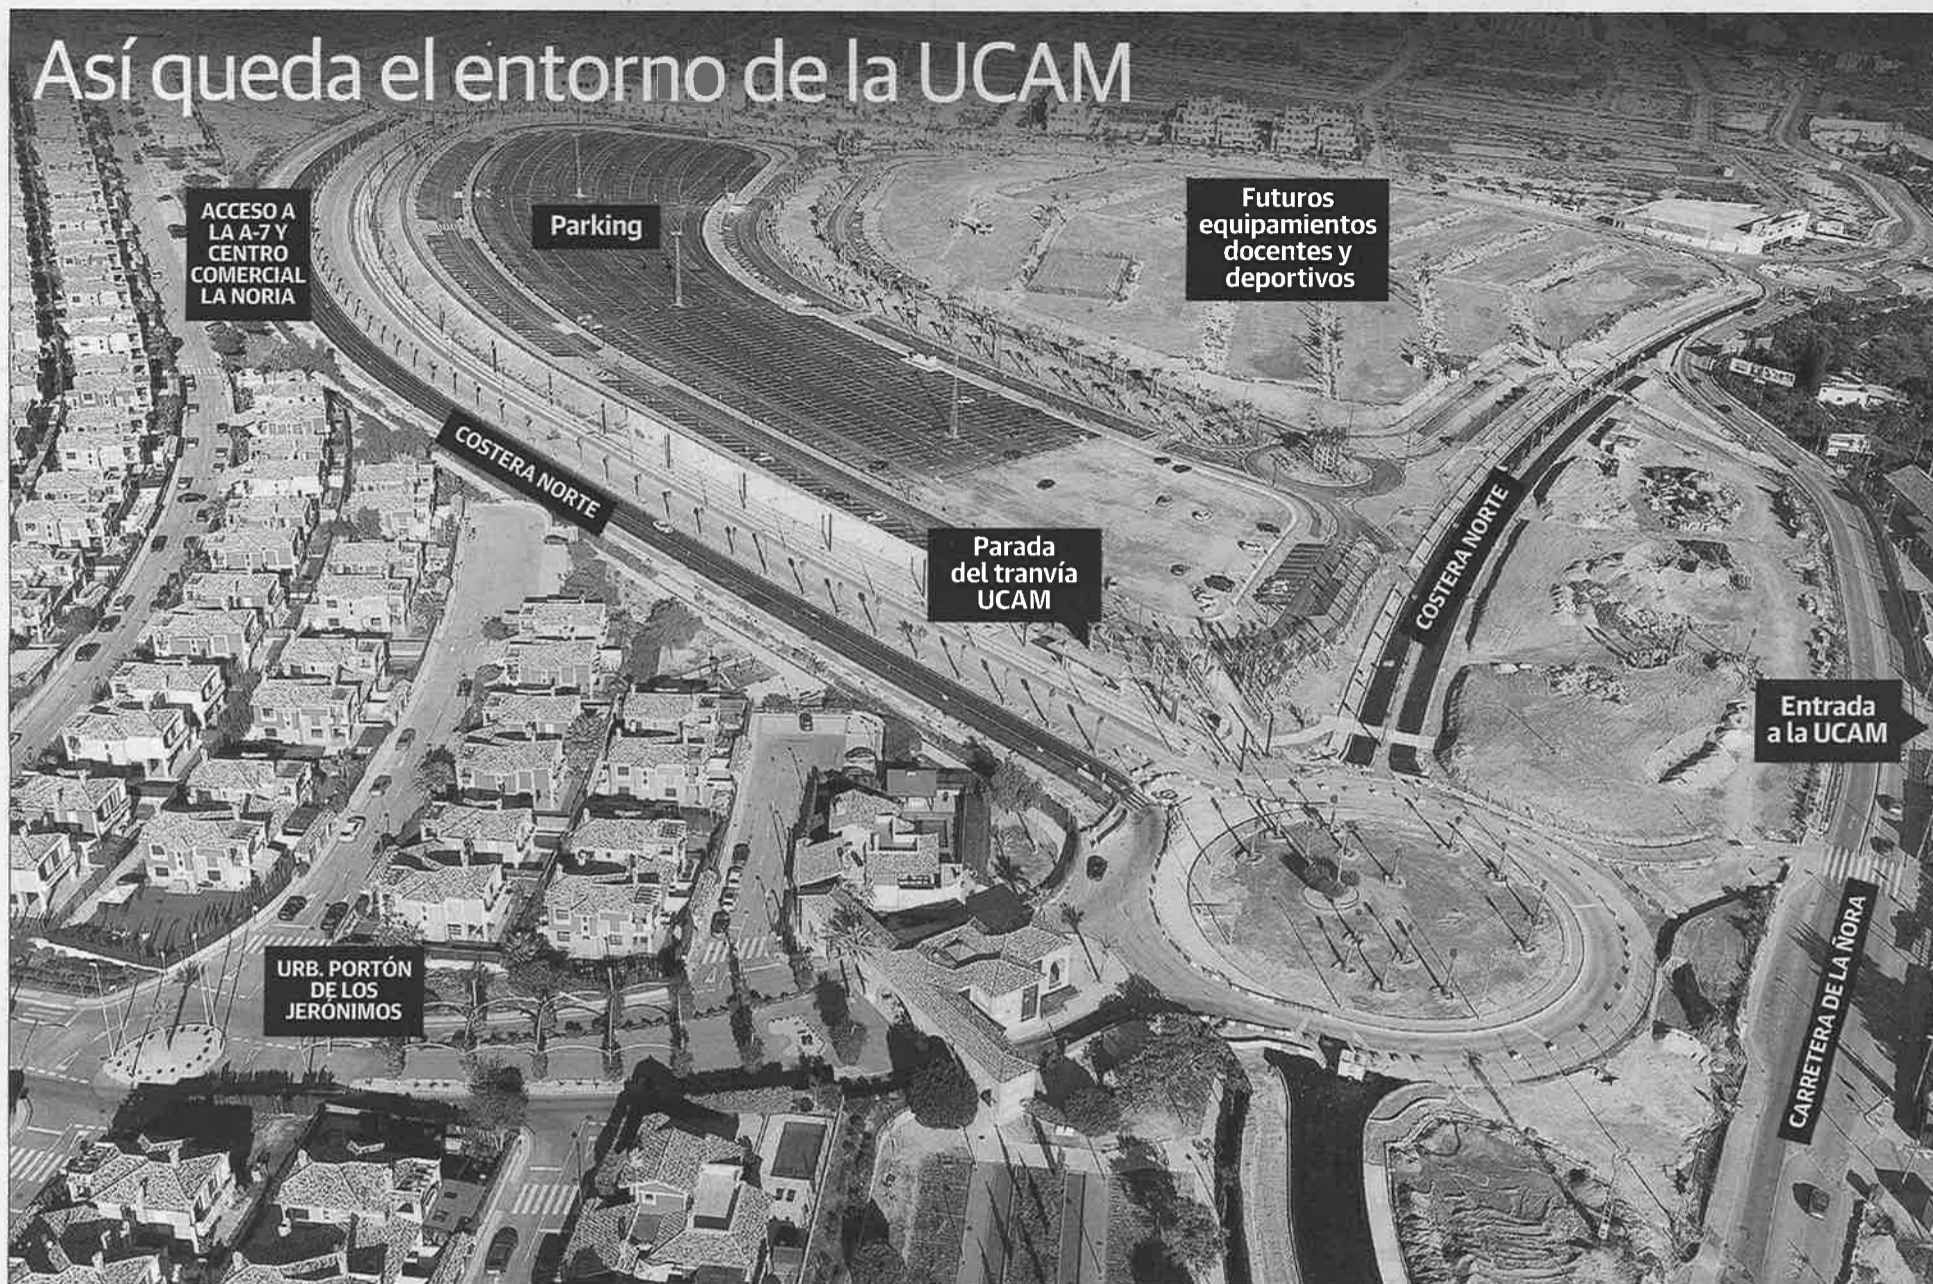 Así queda el entorno de la UCAM
ACCESO A
LA A-7 Y
CENTRO
COMERCIAL
LA NORIA
Parking
Futuros
equipamientos
docentes y
deportivos
COSTERA NORTE
Parada
del tranvía
UCAM
COSTERA NORTE
Entrada
a la UCAM
URB. PORTÓN
DE LOS
JERÓNIMOS
CARRETERA DE LA ÑORA